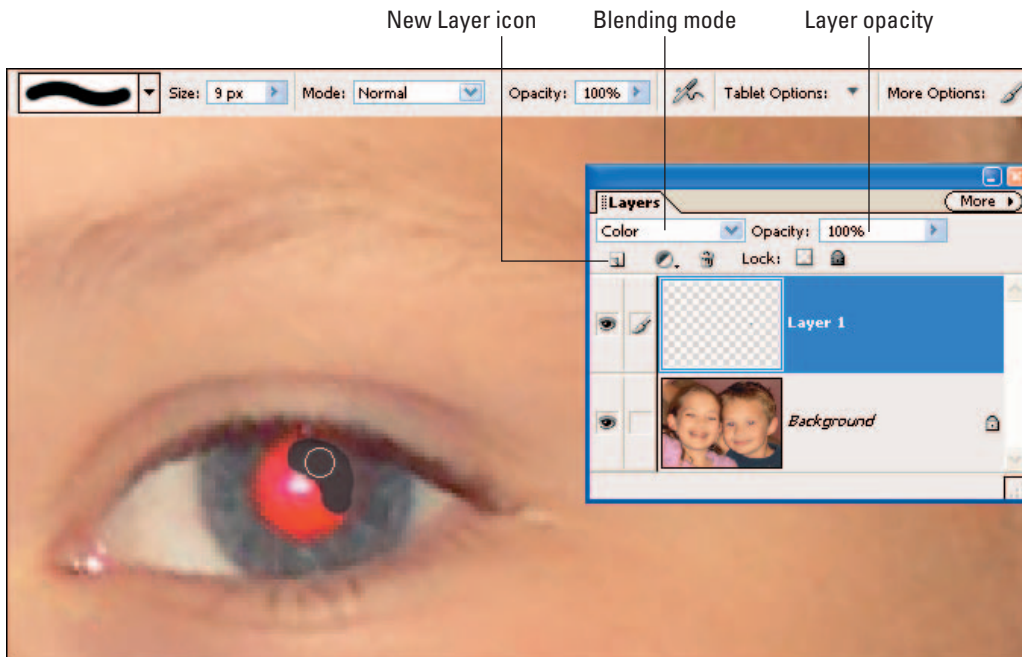 New Layer icon Blending mode Layer opacity
Size: 9 px Mode: Normal Opacity: 100% Tablet Options: More Options:
Layers More
Color Opacity: 100%
Lock:
Layer 1
Background